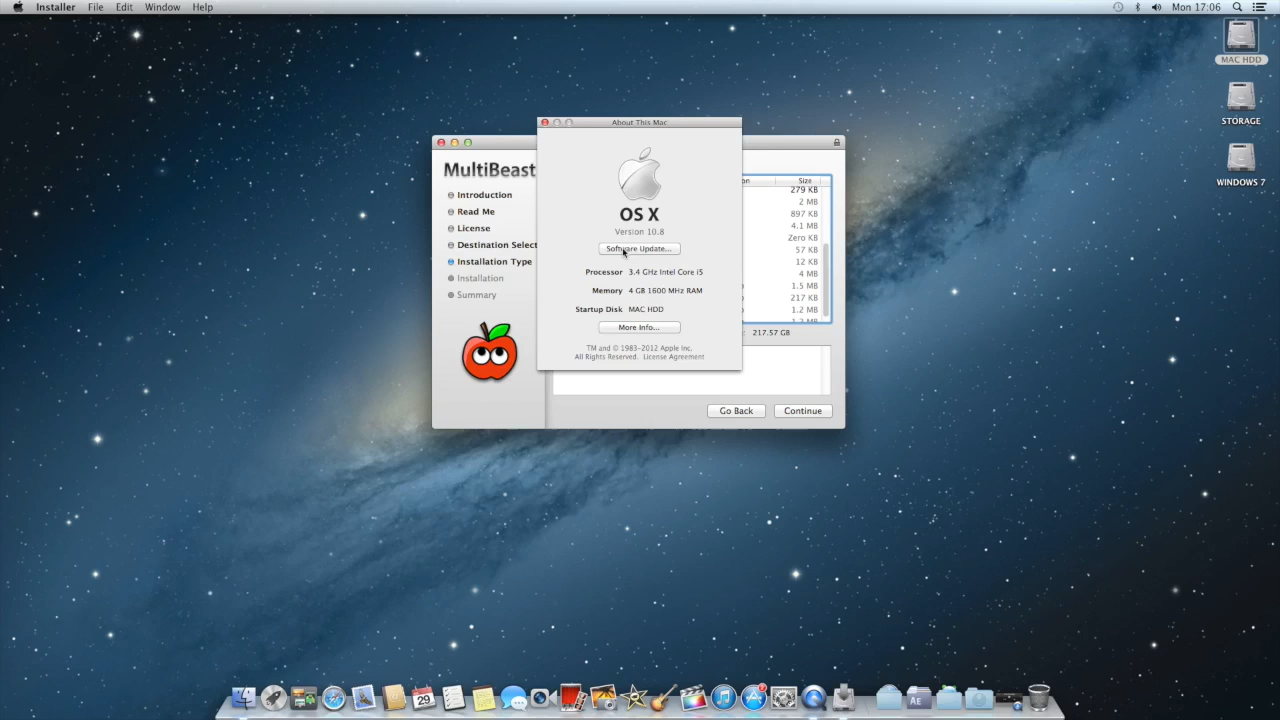 Installer File Edit Window Help
Mon 17:06
MAC HDD
STORAGE
WINDOWS 7
MultiBeast
Introduction
Read Me
License
Destination Select
Installation Type
Installation
Summary
About This Mac
OS X
Version 10.8
Software Update...
Processor 3.4 GHz Intel Core i5
Memory 4 GB 1600 MHz RAM
Startup Disk MAC HDD
More Info...
TM and © 1983–2012 Apple Inc.
All Rights Reserved. License Agreement
on Size
279 KB
2 MB
897 KB
4.1 MB
Zero KB
57 KB
12 KB
4 MB
1.5 MB
217 KB
1.2 MB
: 217.57 GB
Go Back Continue
29
AE